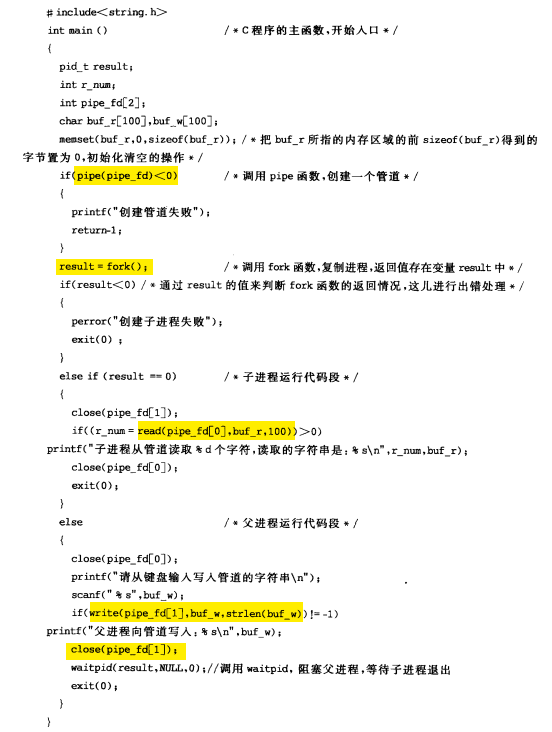 # include<string.h>
int main () /*C程序的主函数,开始入口*/
{
pid_t result;
int r_num;
int pipe_fd[2];
char buf_r[100],buf_w[100];
memset(buf_r,0,sizeof(buf_r)); /*把 buf_r 所指的内存区域的前 sizeof(buf_r)得到的
字节置为 0,初始化清空的操作*/
if(pipe(pipe_fd)<0) /*调用 pipe 函数,创建一个管道*/
{
printf("创建管道失败");
return-1;
}
result = fork(); /*调用 fork 函数,复制进程,返回值存在变量 result 中*/
if(result<0) /*通过 result 的值来判断 fork 函数的返回情况,这儿进行出错处理*/
{
perror("创建子进程失败");
exit(0) ;
}
else if (result == 0) /*子进程运行代码段*/
{
close(pipe_fd[1]);
if((r_num = read(pipe_fd[0],buf_r,100))>0)
printf("子进程从管道读取 %d 个字符,读取的字符串是: %s\n",r_num,buf_r);
close(pipe_fd[0]);
exit(0);
}
else /*父进程运行代码段*/
{
close(pipe_fd[0]);
printf("请从键盘输入写入管道的字符串\n");
scanf("%s",buf_w);
if(write(pipe_fd[1],buf_w,strlen(buf_w))!=-1)
printf("父进程向管道写入: %s\n",buf_w);
close(pipe_fd[1]);
waitpid(result,NULL,0);//调用 waitpid, 阻塞父进程,等待子进程退出
exit(0);
}
}